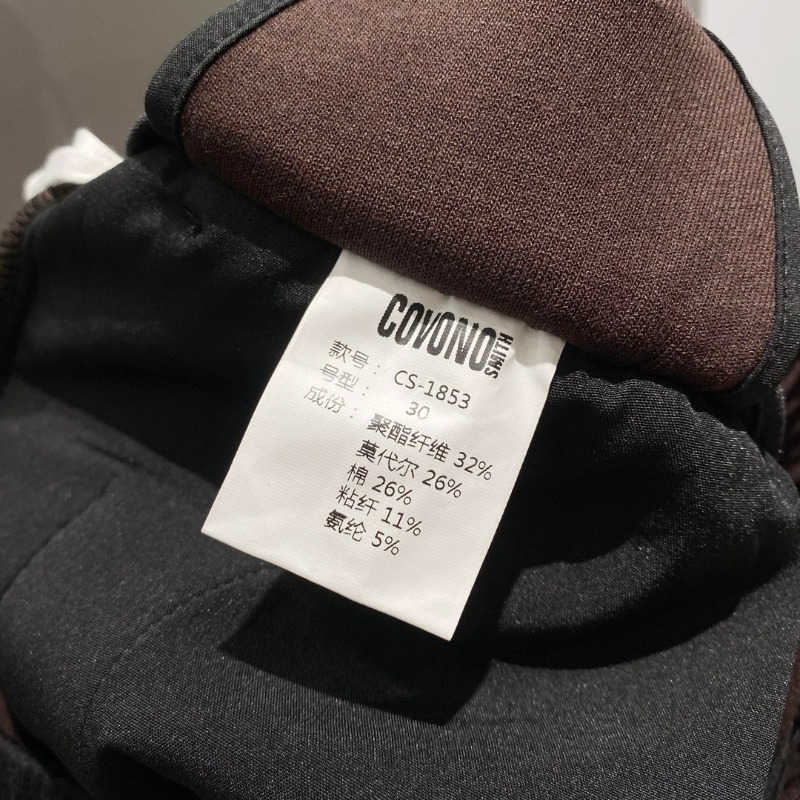 COVONO SMITH
款号： CS-1853
号型： 30
成份： 聚酯纤维 32%
莫代尔 26%
棉 26%
粘纤 11%
氨纶 5%